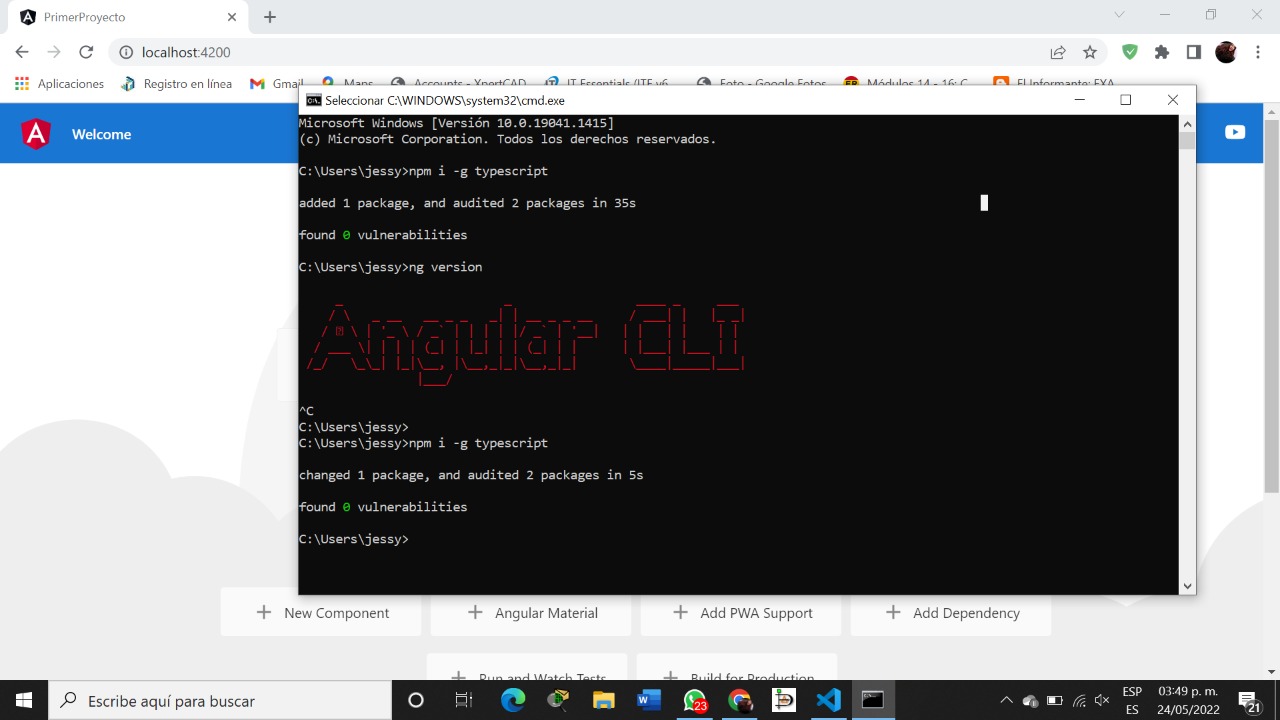 PrimerProyecto
localhost:4200
Aplicaciones
Registro en línea
Gmail
Maps
Accounts - XpertCAD
IT Essentials (ITE v6
Foto - Google Fotos
Módulos 14 - 16: C
El Informante: EXA
Seleccionar C:\WINDOWS\system32\cmd.exe
Welcome
Microsoft Windows [Versión 10.0.19041.1415]
(c) Microsoft Corporation. Todos los derechos reservados.
C:\Users\jessy>npm i -g typescript
added 1 package, and audited 2 packages in 35s
found 0 vulnerabilities
C:\Users\jessy>ng version
Angular CLI
^C
C:\Users\jessy>
C:\Users\jessy>npm i -g typescript
changed 1 package, and audited 2 packages in 5s
found 0 vulnerabilities
C:\Users\jessy>
New Component
Angular Material
Add PWA Support
Add Dependency
Run and Watch Tests
Build for Production
Escribe aquí para buscar
23
ESP
ES
03:49 p. m.
24/05/2022
21